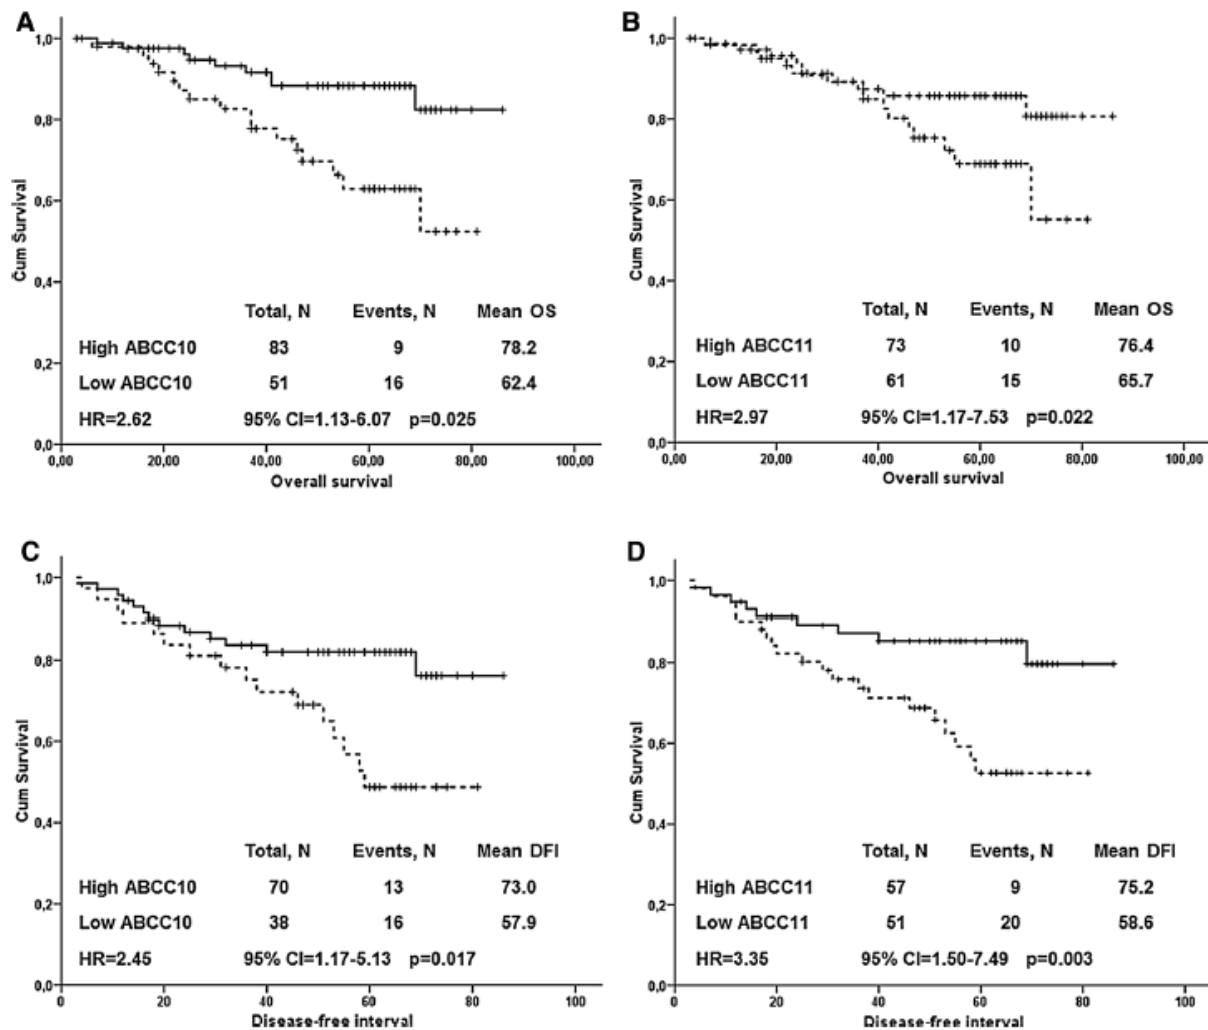 A
1,0
0,8
0,6
0,4
0,2
0,0
Cum Survival
Total, N Events, N Mean OS
High ABCC10 83 9 78.2
Low ABCC10 51 16 62.4
HR=2.62 95% CI=1.13-6.07 p=0.025
0,00 20,00 40,00 60,00 80,00 100,00
Overall survival
B
1,0
0,8
0,6
0,4
0,2
0,0
Cum Survival
Total, N Events, N Mean OS
High ABCC11 73 10 76.4
Low ABCC11 61 15 65.7
HR=2.97 95% CI=1.17-7.53 p=0.022
0,00 20,00 40,00 60,00 80,00 100,00
Overall survival
C
1,0
0,8
0,6
0,4
0,2
0,0
Cum Survival
Total, N Events, N Mean DFI
High ABCC10 70 13 73.0
Low ABCC10 38 16 57.9
HR=2.45 95% CI=1.17-5.13 p=0.017
0 20 40 60 80 100
Disease-free interval
D
1,0
0,8
0,6
0,4
0,2
0,0
Cum Survival
Total, N Events, N Mean DFI
High ABCC11 57 9 75.2
Low ABCC11 51 20 58.6
HR=3.35 95% CI=1.50-7.49 p=0.003
0 20 40 60 80 100
Disease-free interval